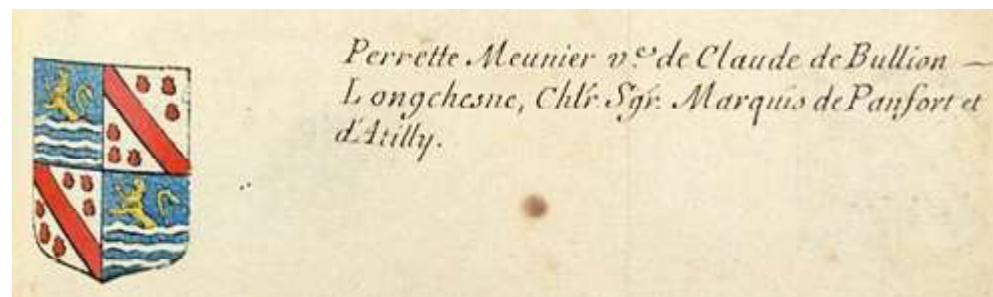 Perrette Meunier v.e de Claude de Bullion —
Longchesne, Chlr Sgr. Marquis de Panfort et
d'Atilly.